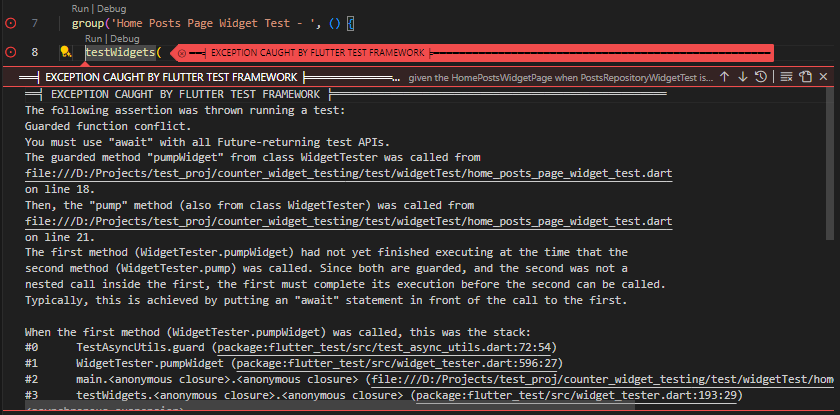 Run | Debug
7 group('Home Posts Page Widget Test - ', () {
Run | Debug
8 testWidgets( ══╡ EXCEPTION CAUGHT BY FLUTTER TEST FRAMEWORK ╞══
══╡ EXCEPTION CAUGHT BY FLUTTER TEST FRAMEWORK ╞══... given the HomePostsWidgetPage when PostsRepositoryWidgetTest is...
══╡ EXCEPTION CAUGHT BY FLUTTER TEST FRAMEWORK ╞══
The following assertion was thrown running a test:
Guarded function conflict.
You must use "await" with all Future-returning test APIs.
The guarded method "pumpWidget" from class WidgetTester was called from
file:///D:/Projects/test_proj/counter_widget_testing/test/widgetTest/home_posts_page_widget_test.dart
on line 18.
Then, the "pump" method (also from class WidgetTester) was called from
file:///D:/Projects/test_proj/counter_widget_testing/test/widgetTest/home_posts_page_widget_test.dart
on line 21.
The first method (WidgetTester.pumpWidget) had not yet finished executing at the time that the
second method (WidgetTester.pump) was called. Since both are guarded, and the second was not a
nested call inside the first, the first must complete its execution before the second can be called.
Typically, this is achieved by putting an "await" statement in front of the call to the first.
When the first method (WidgetTester.pumpWidget) was called, this was the stack:
#0 TestAsyncUtils.guard (package:flutter_test/src/test_async_utils.dart:72:54)
#1 WidgetTester.pumpWidget (package:flutter_test/src/widget_tester.dart:596:27)
#2 main.<anonymous closure>.<anonymous closure> (file:///D:/Projects/test_proj/counter_widget_testing/test/widgetTest/hom
#3 testWidgets.<anonymous closure>.<anonymous closure> (package:flutter_test/src/widget_tester.dart:193:29)